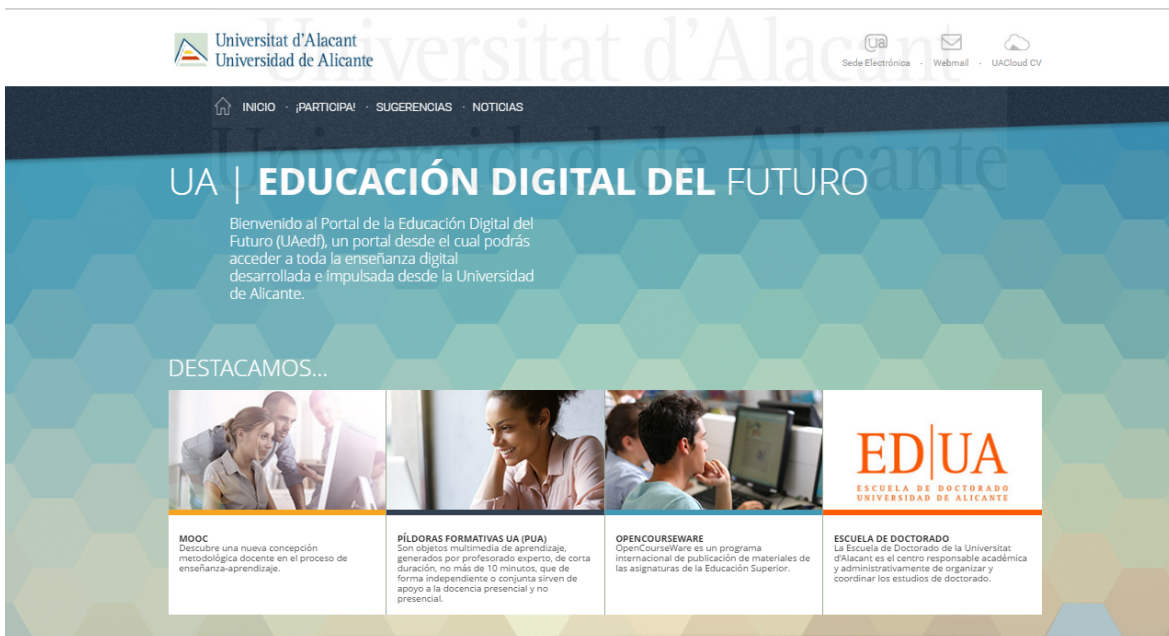 Universitat d'Alacant
Universitat d'Alacant
Universidad de Alicante
Sede Electrónica - Webmail - UACloud CV
INICIO · ¡PARTICIPA! · SUGERENCIAS · NOTICIAS
Universidad de Alicante
UA | EDUCACIÓN DIGITAL DEL FUTURO
Bienvenido al Portal de la Educación Digital del
Futuro (UAedf), un portal desde el cual podrás
acceder a toda la enseñanza digital
desarrollada e impulsada desde la Universidad
de Alicante.
DESTACAMOS...
ED|UA
ESCUELA DE DOCTORADO
UNIVERSIDAD DE ALICANTE
MOOC
Descubre una nueva concepción
metodológica docente en el proceso de
enseñanza-aprendizaje.
PÍLDORAS FORMATIVAS UA (PUA)
Son objetos multimedia de aprendizaje,
generados por profesorado experto, de corta
duración, no más de 10 minutos, que de
forma independiente o conjunta sirven de
apoyo a la docencia presencial y no
presencial.
OPENCOURSEWARE
OpenCourseWare es un programa
internacional de publicación de materiales de
las asignaturas de la Educación Superior.
ESCUELA DE DOCTORADO
La Escuela de Doctorado de la Universitat
d'Alacant es el centro responsable académica
y administrativamente de organizar y
coordinar los estudios de doctorado.